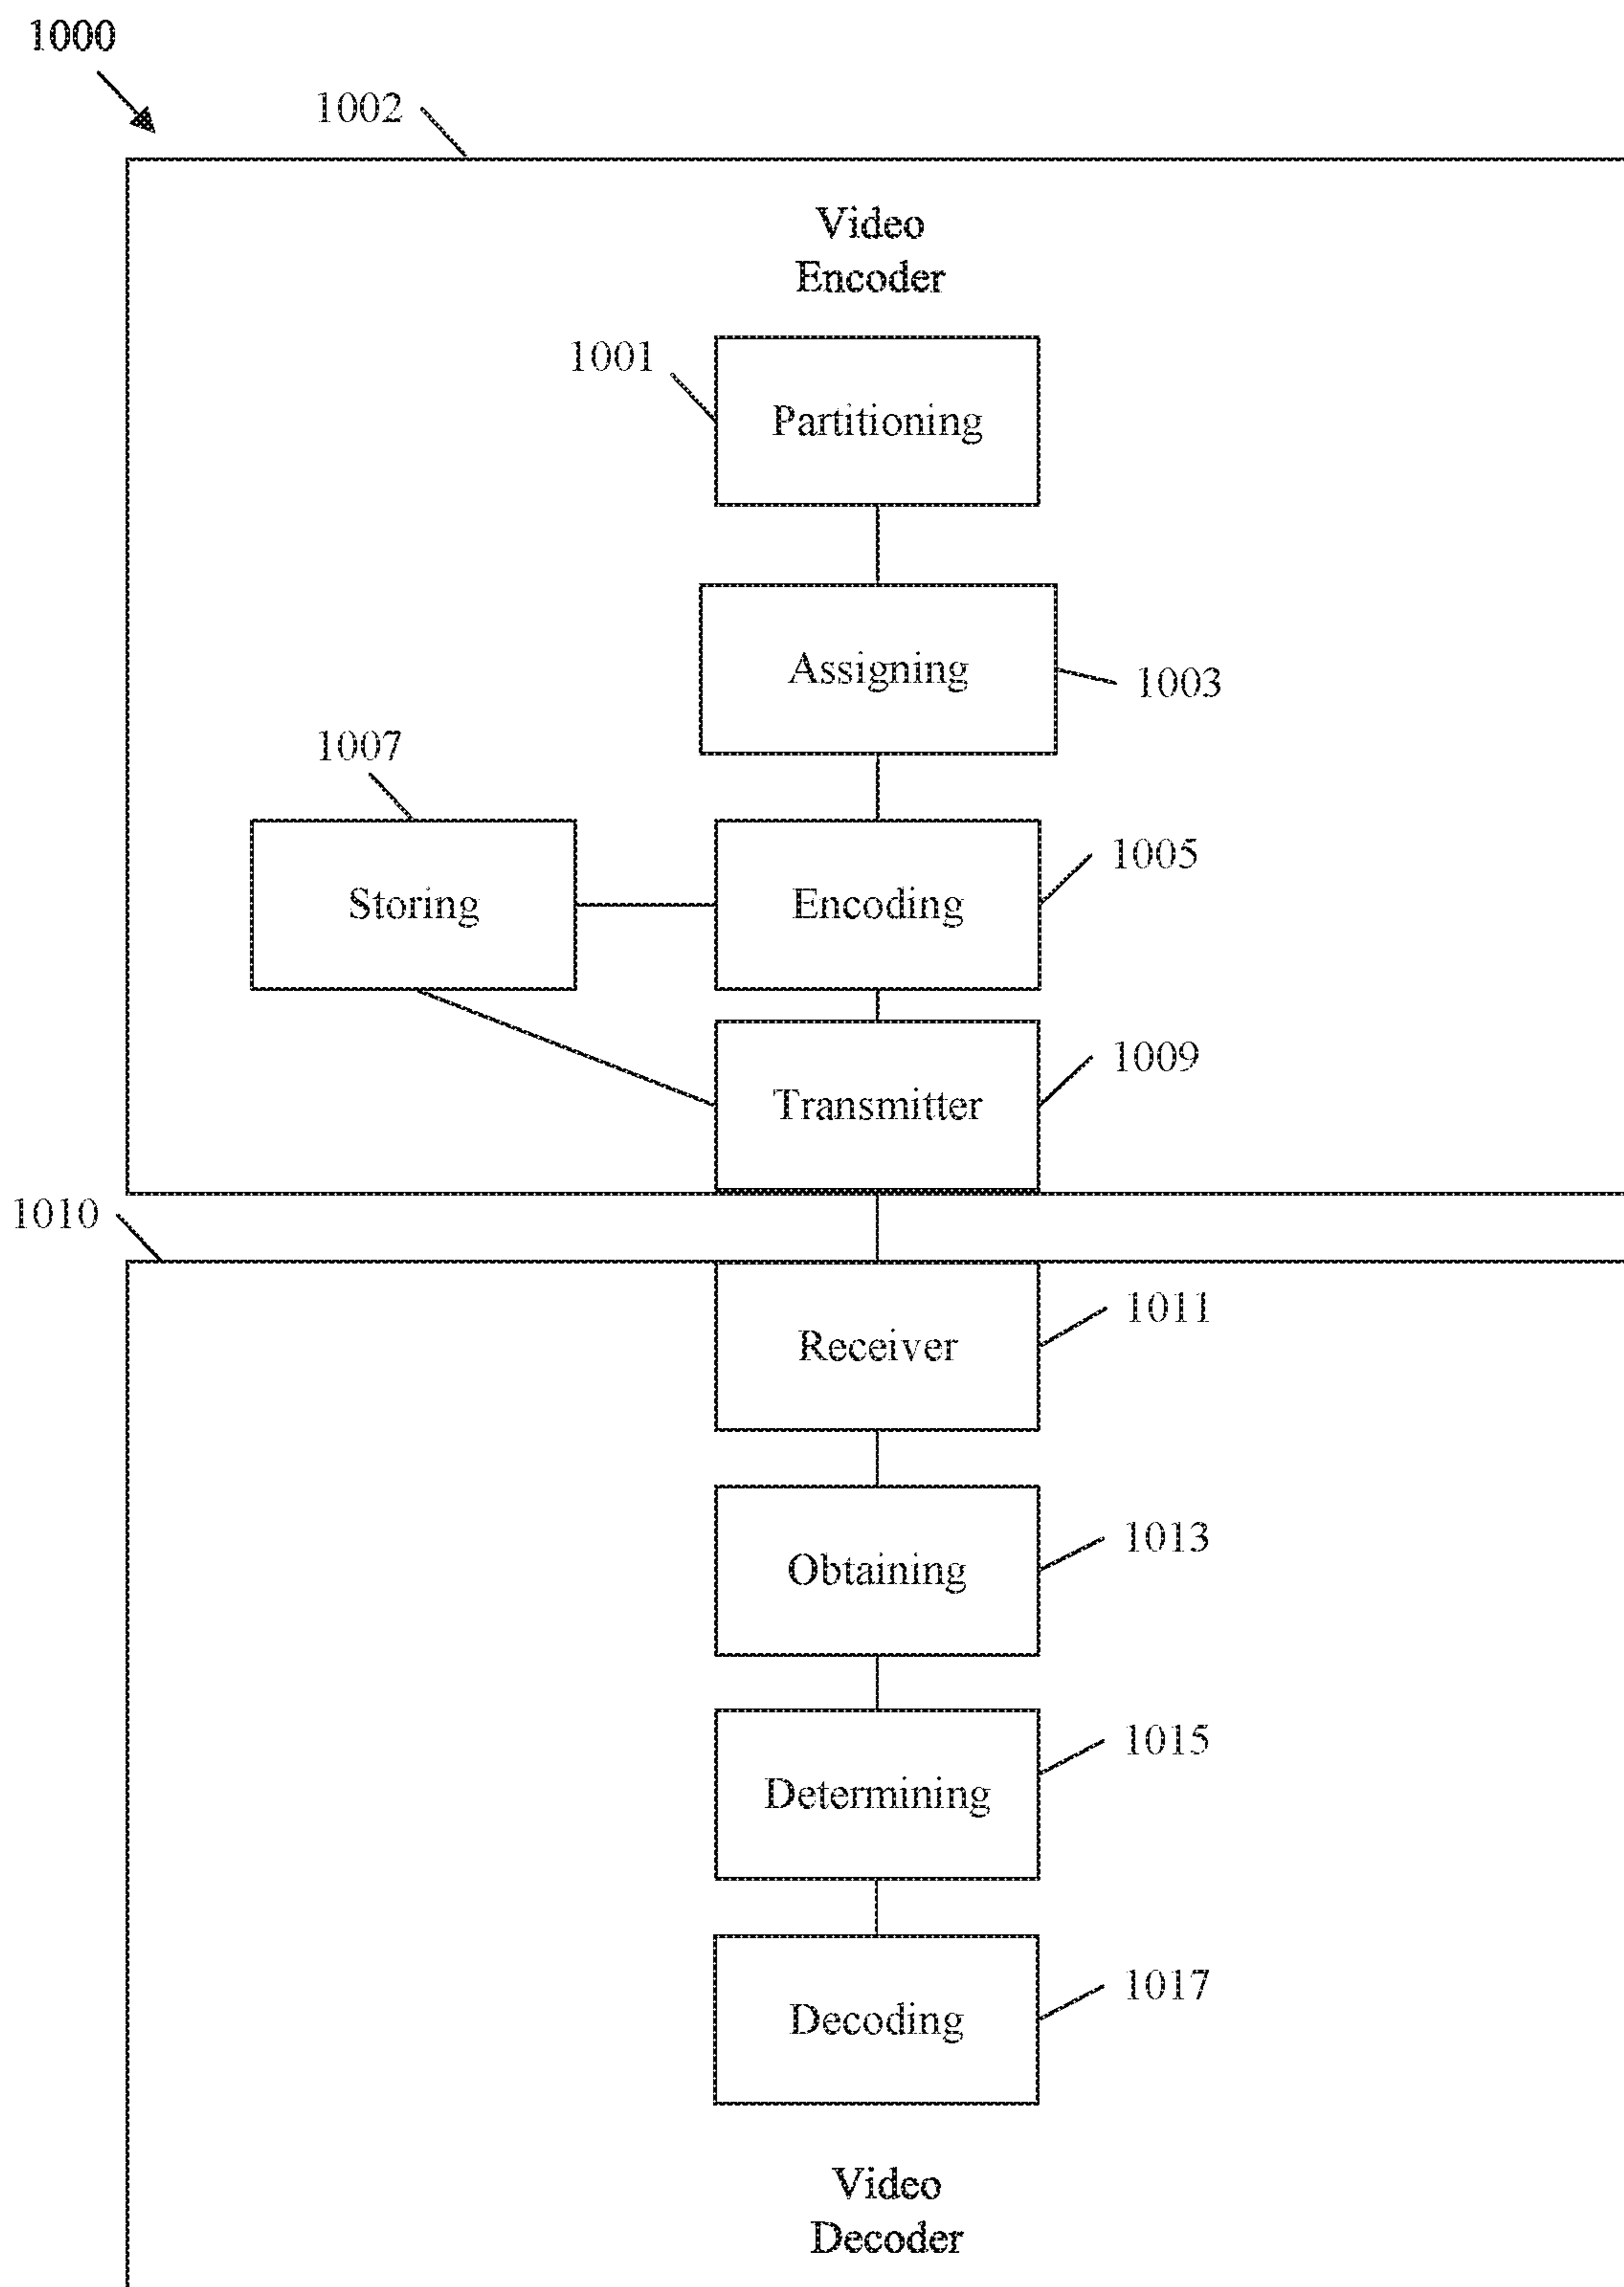 1000
1002
Video
Encoder
1001
Partitioning
Assigning
1003
1007
Storing
Encoding
1005
Transmitter
1009
1010
Receiver
1011
Obtaining
1013
Determining
1015
Decoding
1017
Video
Decoder